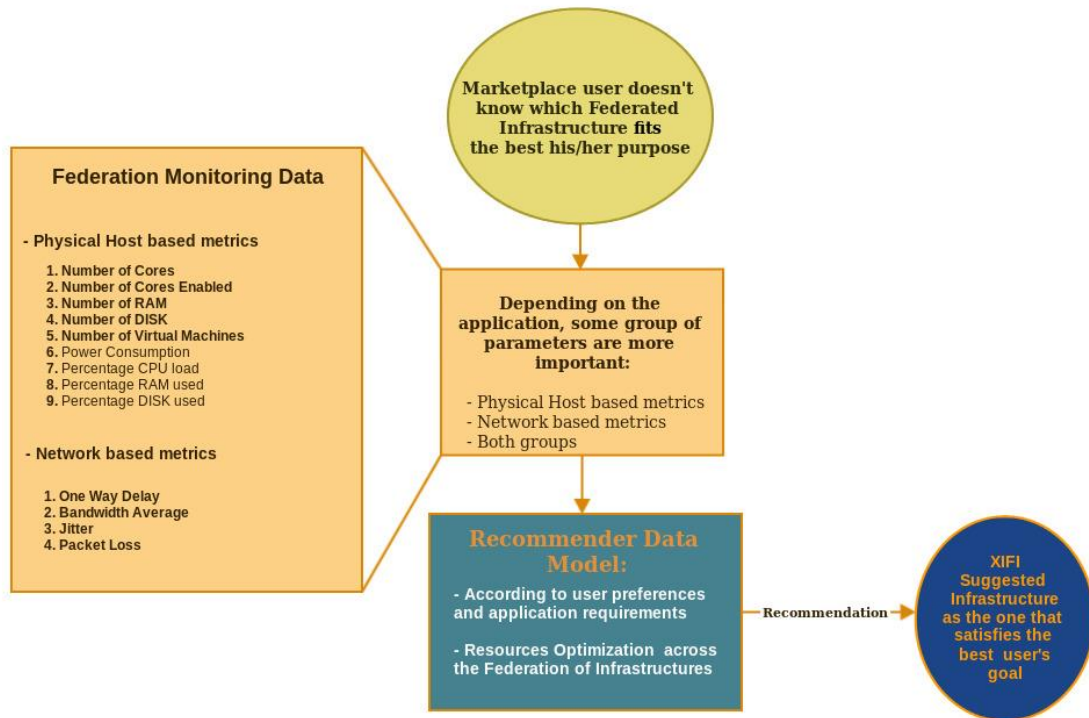 Marketplace user doesn't
know which Federated
Infrastructure fits
the best his/her purpose
Federation Monitoring Data
- Physical Host based metrics
1. Number of Cores
2. Number of Cores Enabled
3. Number of RAM
4. Number of DISK
5. Number of Virtual Machines
6. Power Consumption
7. Percentage CPU load
8. Percentage RAM used
9. Percentage DISK used
- Network based metrics
1. One Way Delay
2. Bandwidth Average
3. Jitter
4. Packet Loss
Depending on the
application, some group of
parameters are more
important:
- Physical Host based metrics
- Network based metrics
- Both groups
Recommender Data
Model:
- According to user preferences
and application requirements
- Resources Optimization across
the Federation of Infrastructures
Recommendation
XIFI
Suggested
Infrastructure
as the one that
satisfies the
best user's
goal